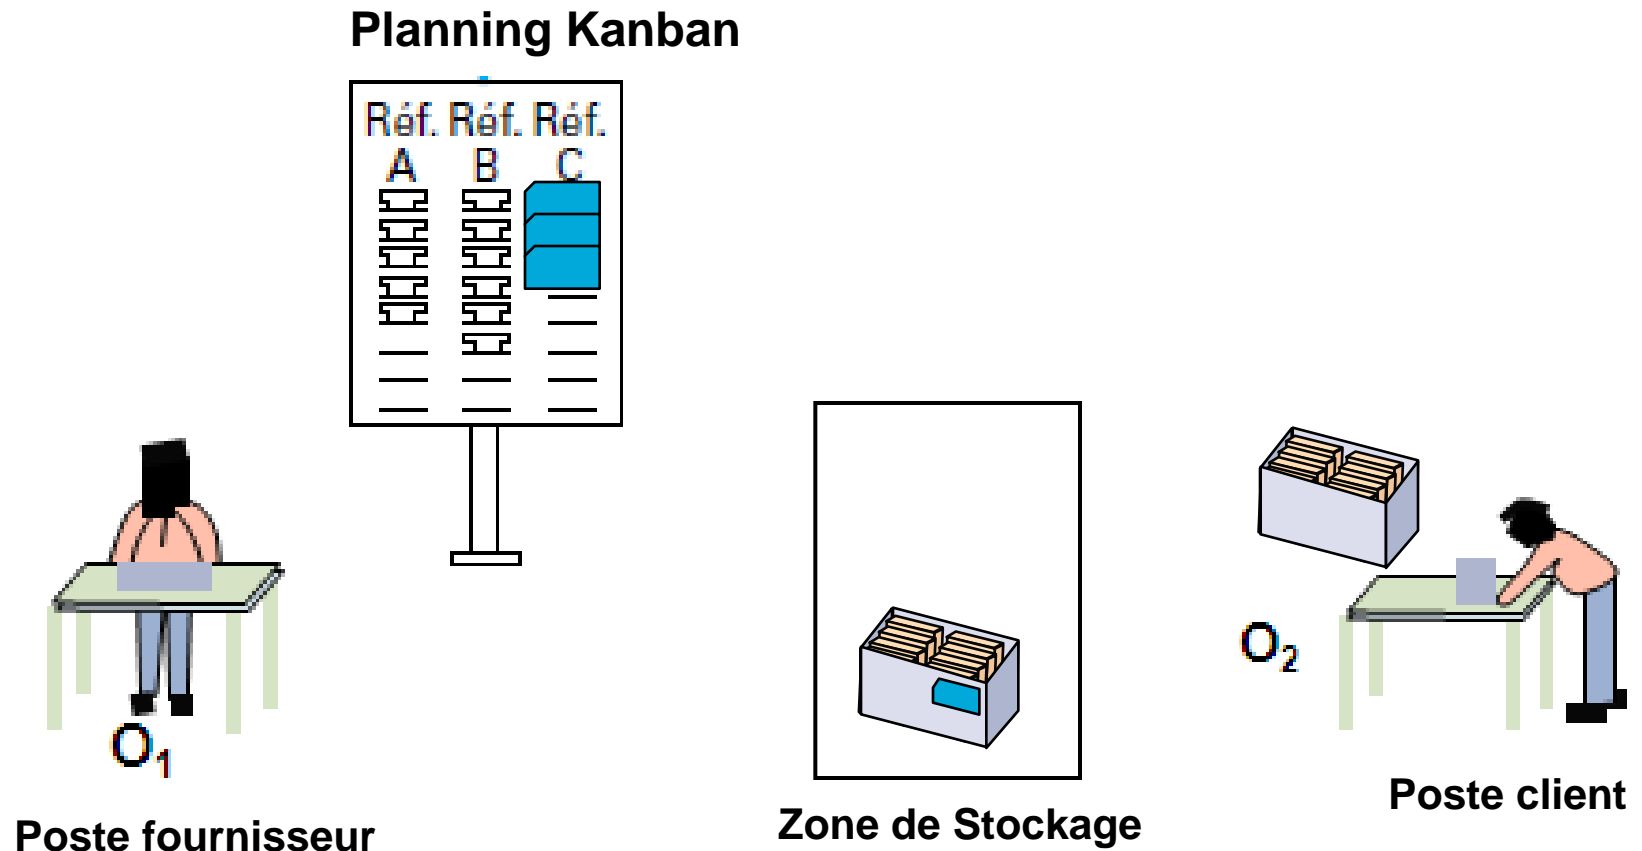 Planning Kanban
Réf. Réf. Réf.
A B C
O₁
O₂
Poste fournisseur
Zone de Stockage
Poste client